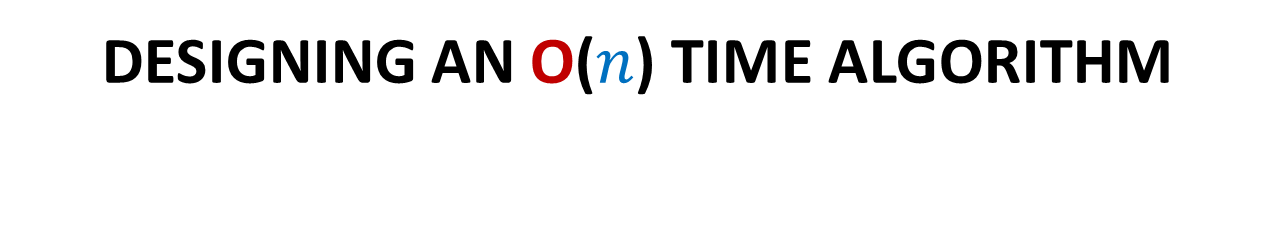 DESIGNING AN O(n) TIME ALGORITHM